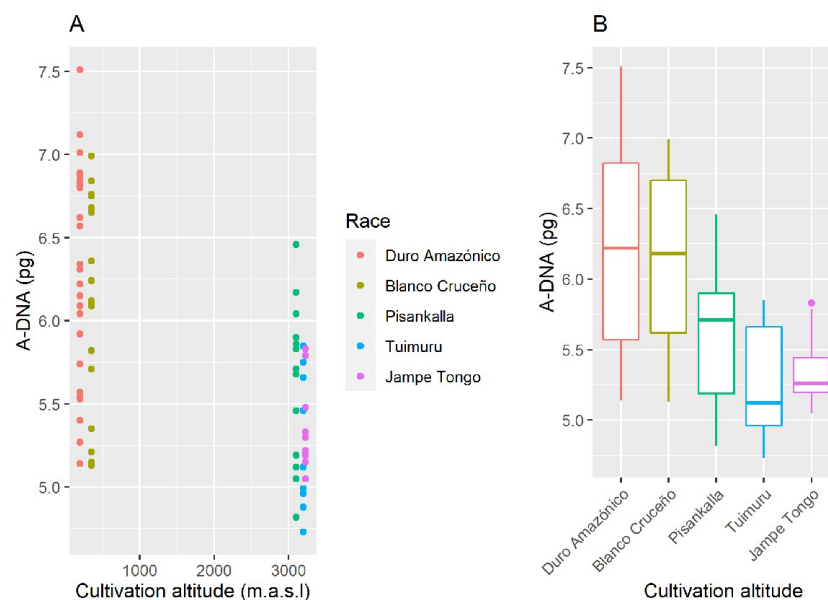 A
7.5
7.0
6.5
6.0
5.5
5.0
A-DNA (pg)
1000
2000
3000
Cultivation altitude (m.a.s.l)
Race
Duro Amazónico
Blanco Cruceño
Pisankalla
Tuimuru
Jampe Tongo
B
7.5
7.0
6.5
6.0
5.5
5.0
A-DNA (pg)
Duro Amazónico
Blanco Cruceño
Pisankalla
Tuimuru
Jampe Tongo
Cultivation altitude